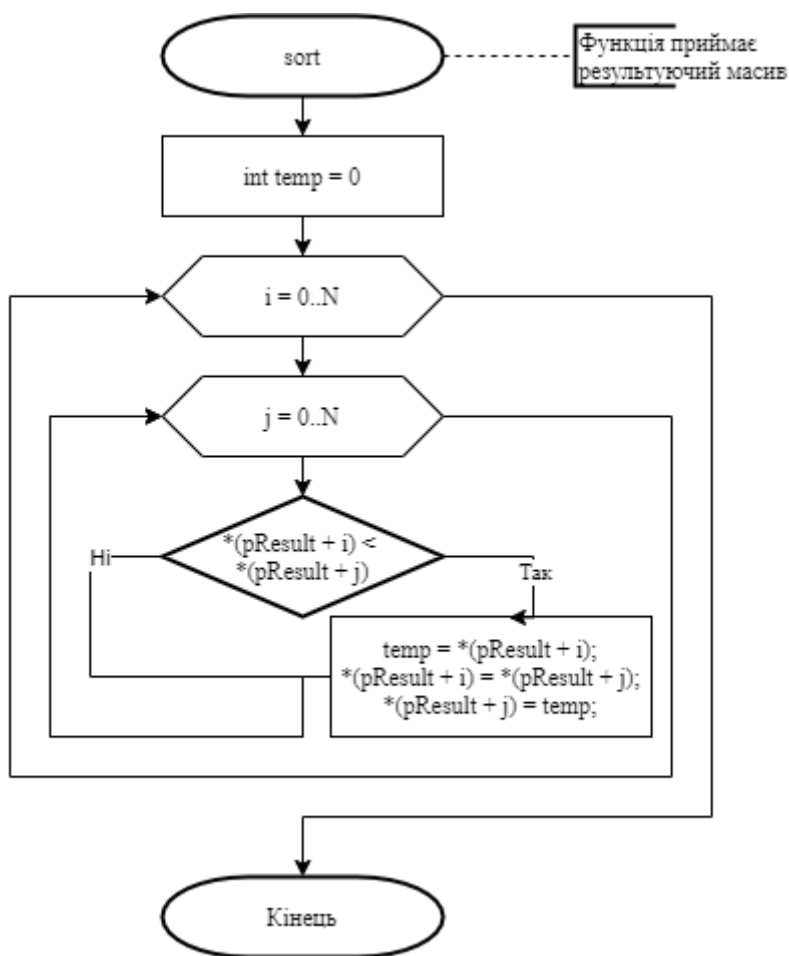 sort
Функція приймає
результуючий масив
int temp = 0
i = 0..N
j = 0..N
*(pResult + i) <
*(pResult + j)
Ні
Так
temp = *(pResult + i);
*(pResult + i) = *(pResult + j);
*(pResult + j) = temp;
Кінець